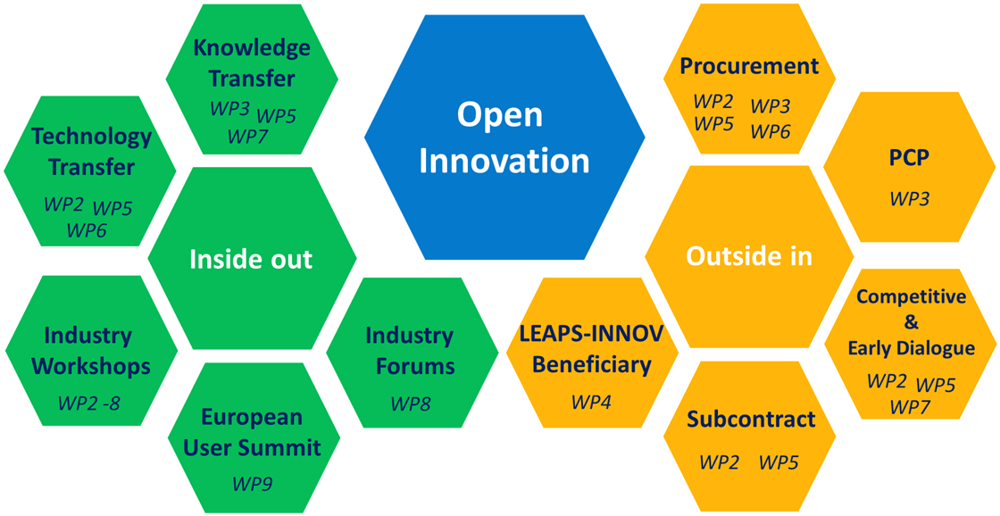 Knowledge
Transfer
WP3 WP5
WP7
Technology
Transfer
WP2 WP5
WP6
Inside out
Industry
Workshops
WP2 -8
European
User Summit
WP9
Industry
Forums
WP8
Open
Innovation
Procurement
WP2 WP3
WP5 WP6
PCP
WP3
Outside in
Competitive
&
Early Dialogue
WP2 WP5
WP7
LEAPS-INNOV
Beneficiary
WP4
Subcontract
WP2 WP5